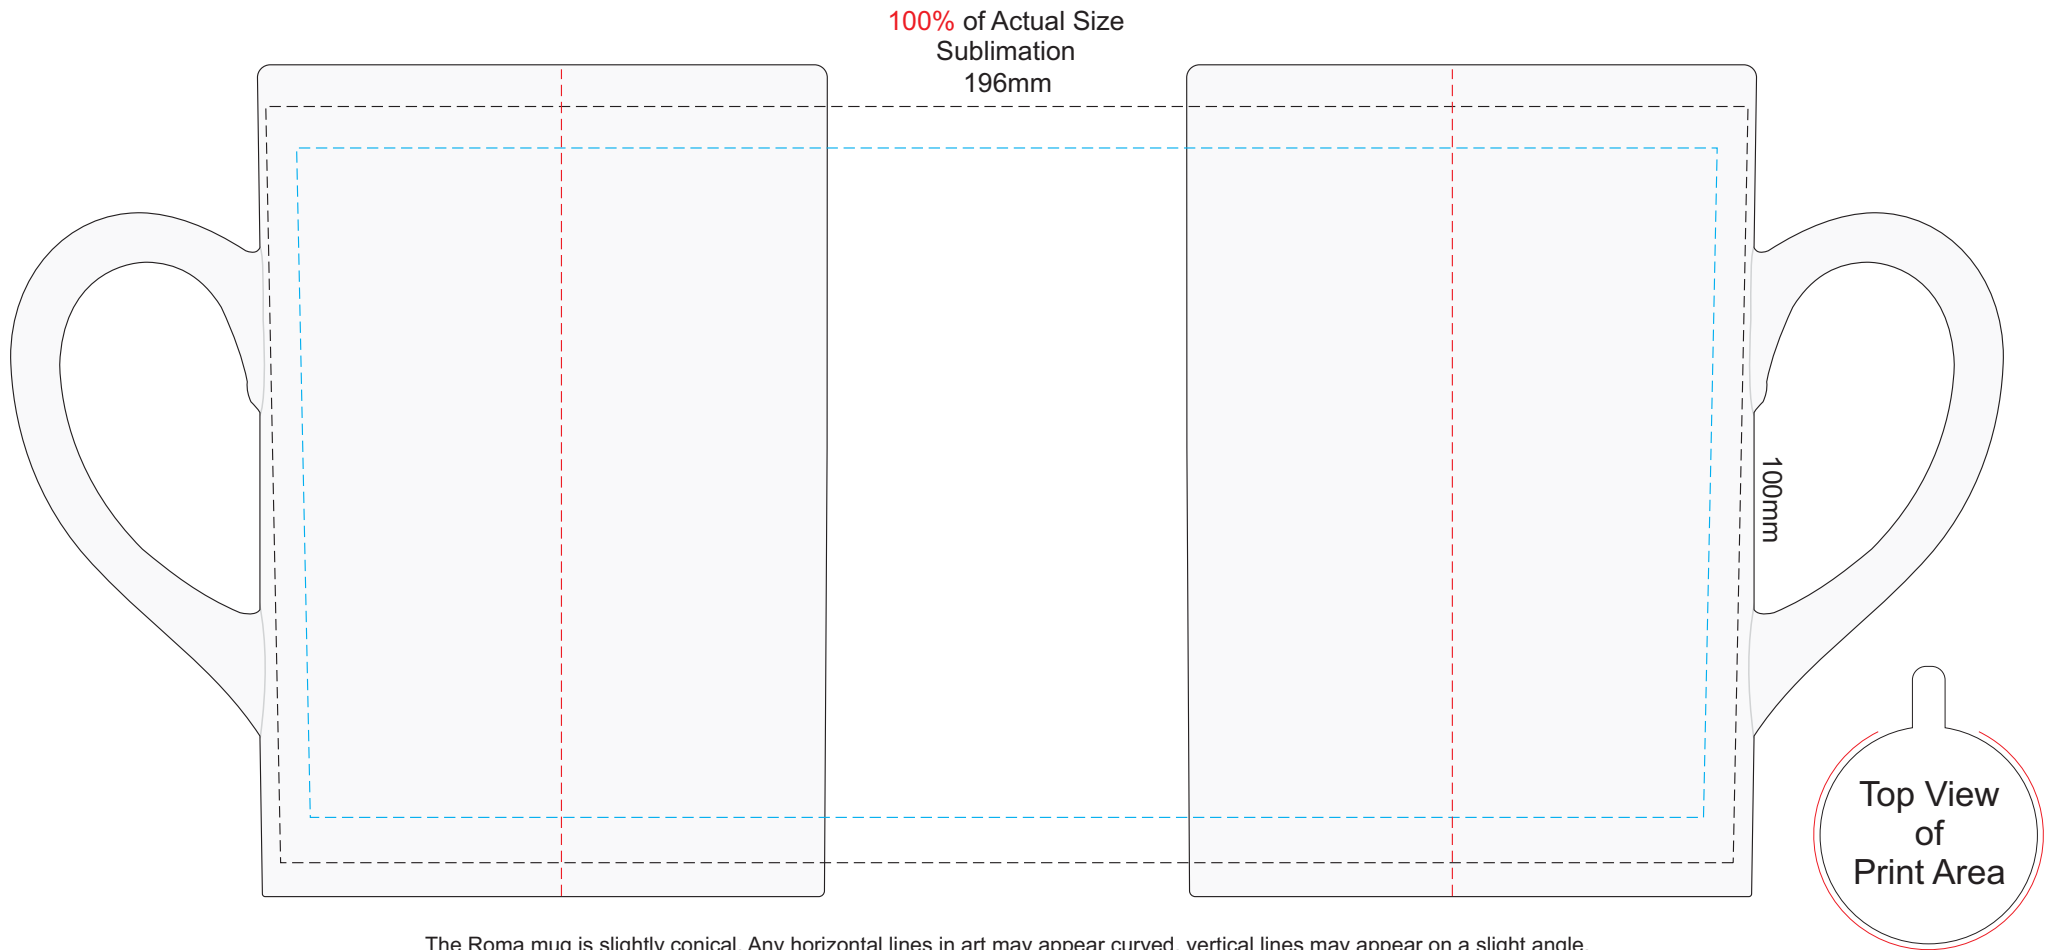 100% of Actual Size
Sublimation
196mm
100mm
Top View
of
Print Area
The Roma mug is slightly conical. Any horizontal lines in art may appear curved, vertical lines may appear on a slight angle.